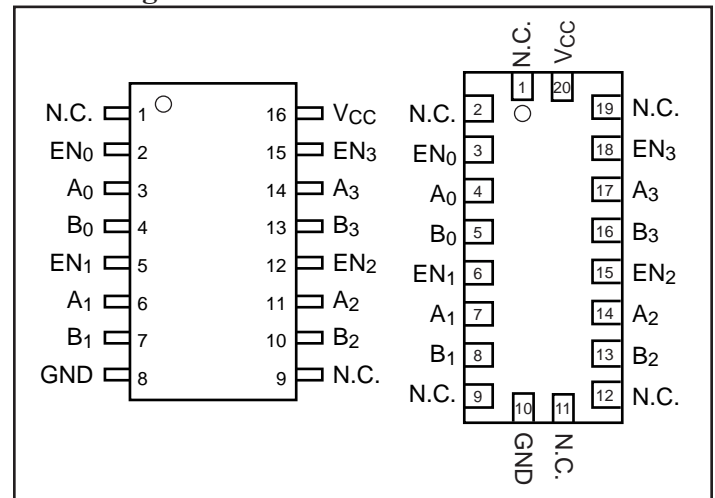 N.C. 1 16 VCC
EN0 2 15 EN3
A0 3 14 A3
B0 4 13 B3
EN1 5 12 EN2
A1 6 11 A2
B1 7 10 B2
GND 8 9 N.C.
N.C. VCC
1 20
N.C. 2 19 N.C.
EN0 3 18 EN3
A0 4 17 A3
B0 5 16 B3
EN1 6 15 EN2
A1 7 14 A2
B1 8 13 B2
N.C. 9 12 N.C.
10 11
GND N.C.